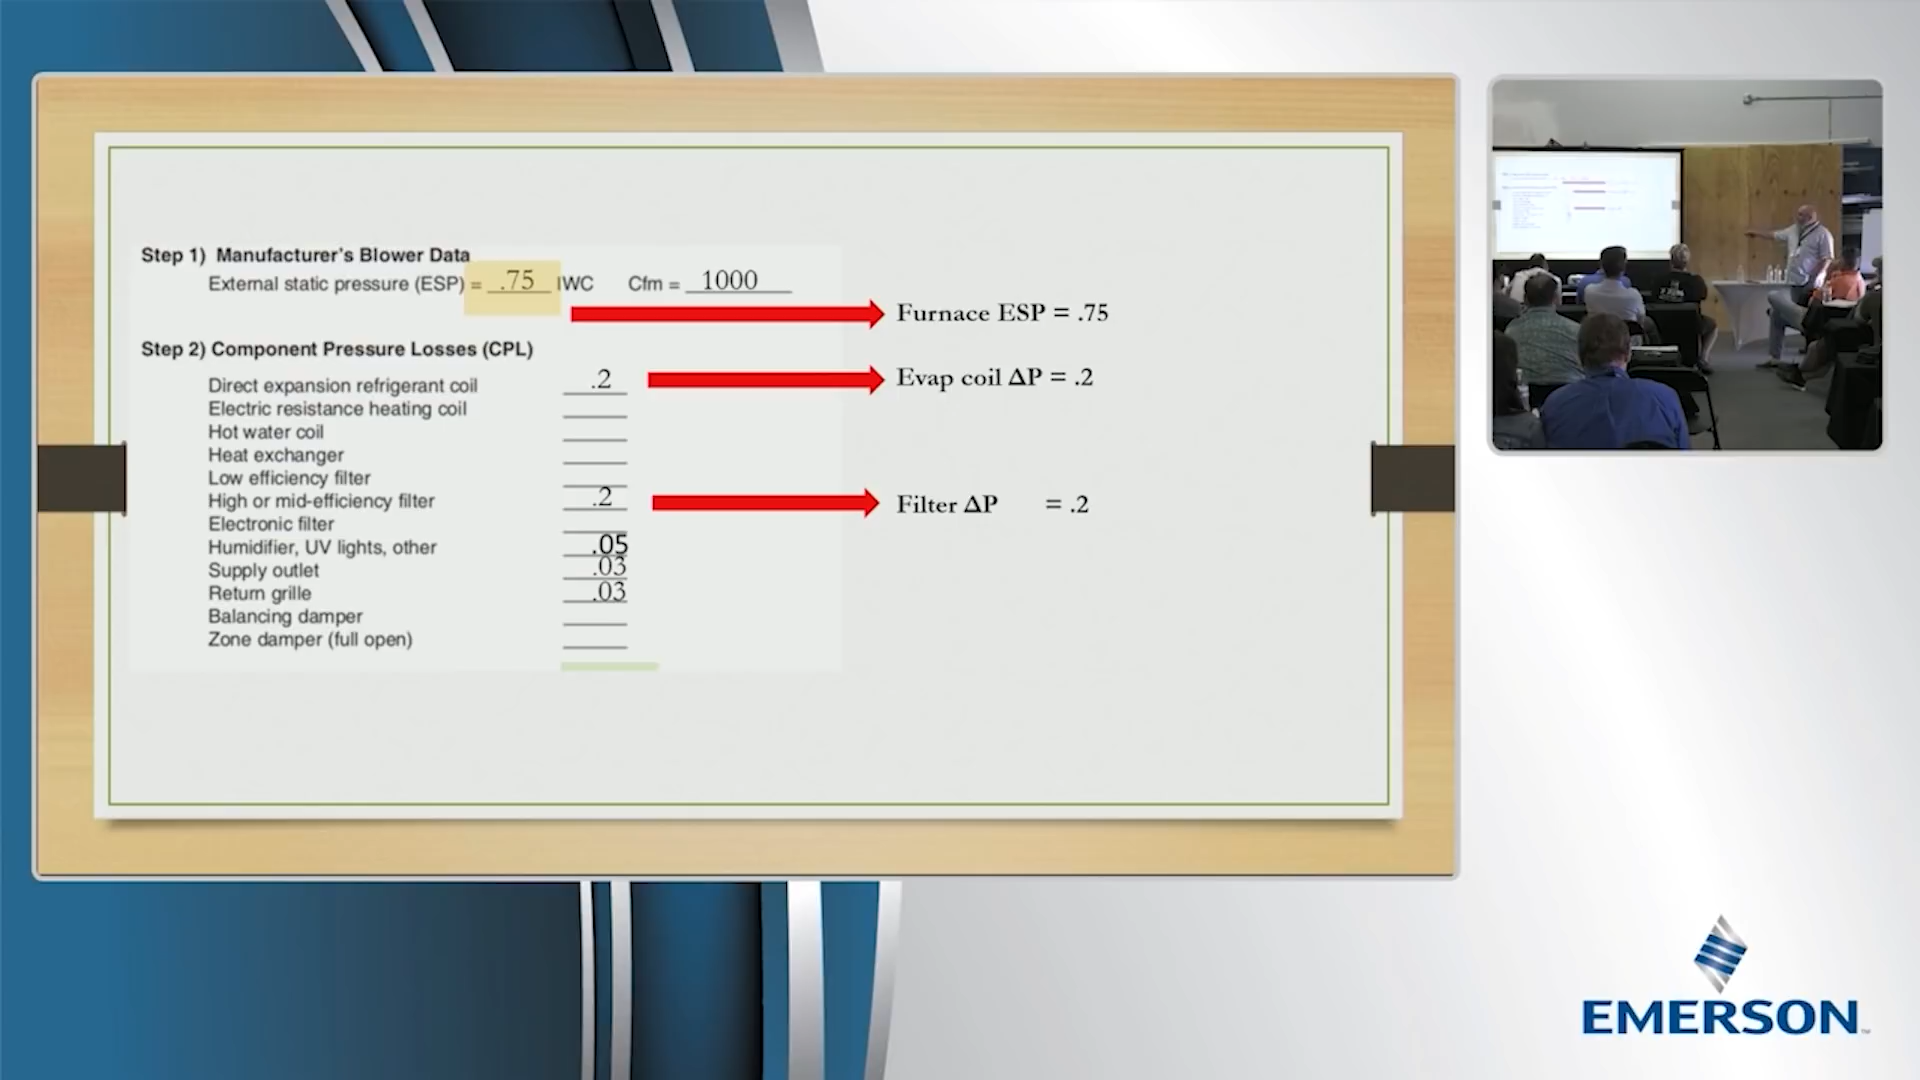 Step 1) Manufacturer's Blower Data
External static pressure (ESP) = .75 IWC Cfm = 1000
Furnace ESP = .75
Step 2) Component Pressure Losses (CPL)
Direct expansion refrigerant coil .2
Evap coil ΔP = .2
Electric resistance heating coil
Hot water coil
Heat exchanger
Low efficiency filter
High or mid-efficiency filter .2
Filter ΔP = .2
Electronic filter
Humidifier, UV lights, other .05
Supply outlet .03
Return grille .03
Balancing damper
Zone damper (full open)
EMERSON